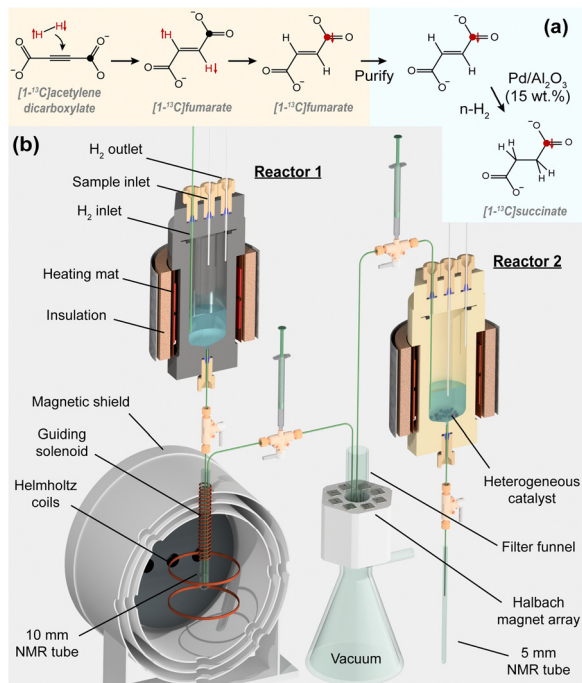 (a)
H
H
O-
O
O-
O
[1-13C]acetylene
dicarboxylate
O-
O
H
H
O
O-
[1-13C]fumarate
O-
O
H
H
O
O-
[1-13C]fumarate
Purify
O-
O
H
H
O
O-
Pd/Al2O3
(15 wt.%)
n-H2
O-
O
H
H
H
H
O
O-
[1-13C]succinate
(b)
H2 outlet
Reactor 1
Sample inlet
H2 inlet
Heating mat
Insulation
Reactor 2
Magnetic shield
Guiding
solenoid
Helmholtz
coils
Heterogeneous
catalyst
Filter funnel
Halbach
magnet array
10 mm
NMR tube
Vacuum
5 mm
NMR tube